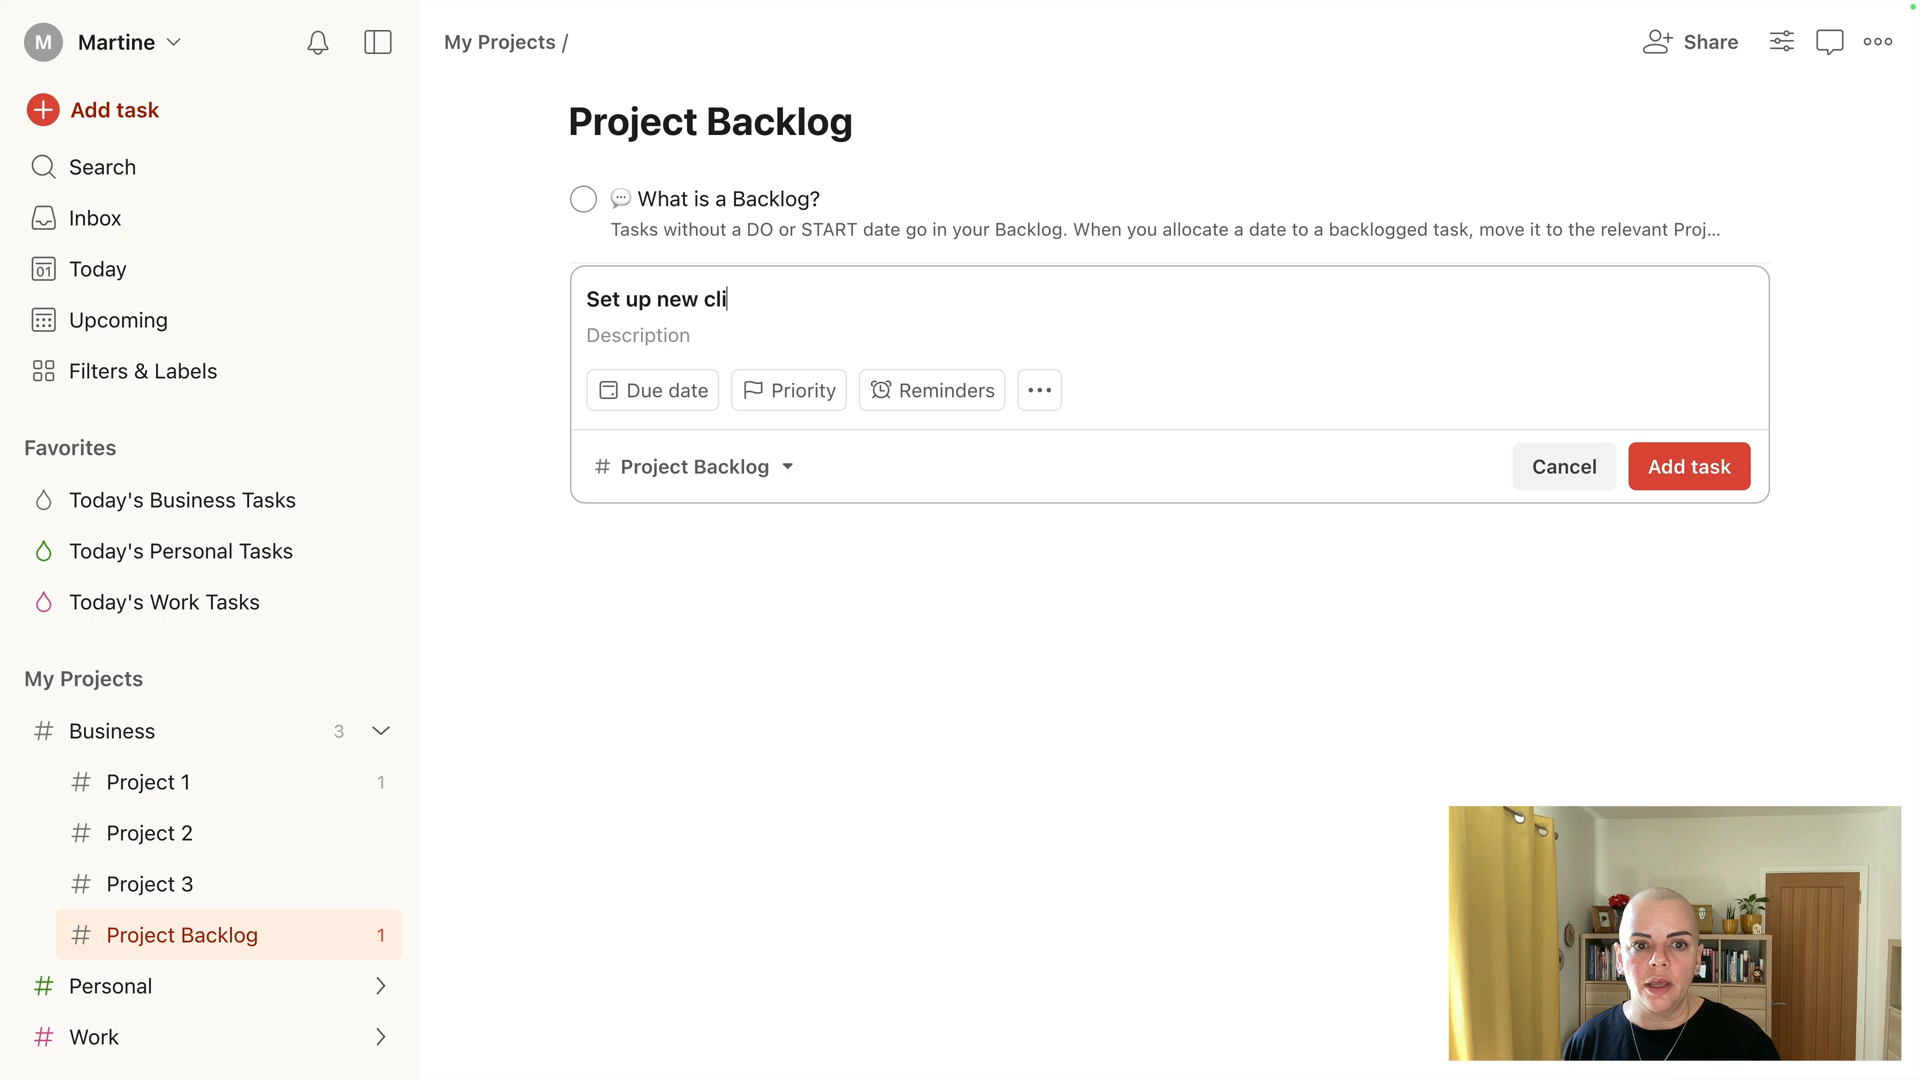 M Martine
Add task
Search
Inbox
01 Today
Upcoming
Filters & Labels
Favorites
Today's Business Tasks
Today's Personal Tasks
Today's Work Tasks
My Projects
# Business 3
# Project 1 1
# Project 2
# Project 3
# Project Backlog 1
# Personal
# Work
My Projects /
Share
Project Backlog
What is a Backlog?
Tasks without a DO or START date go in your Backlog. When you allocate a date to a backlogged task, move it to the relevant Proj...
Set up new cli
Description
Due date
Priority
Reminders
# Project Backlog
Cancel
Add task